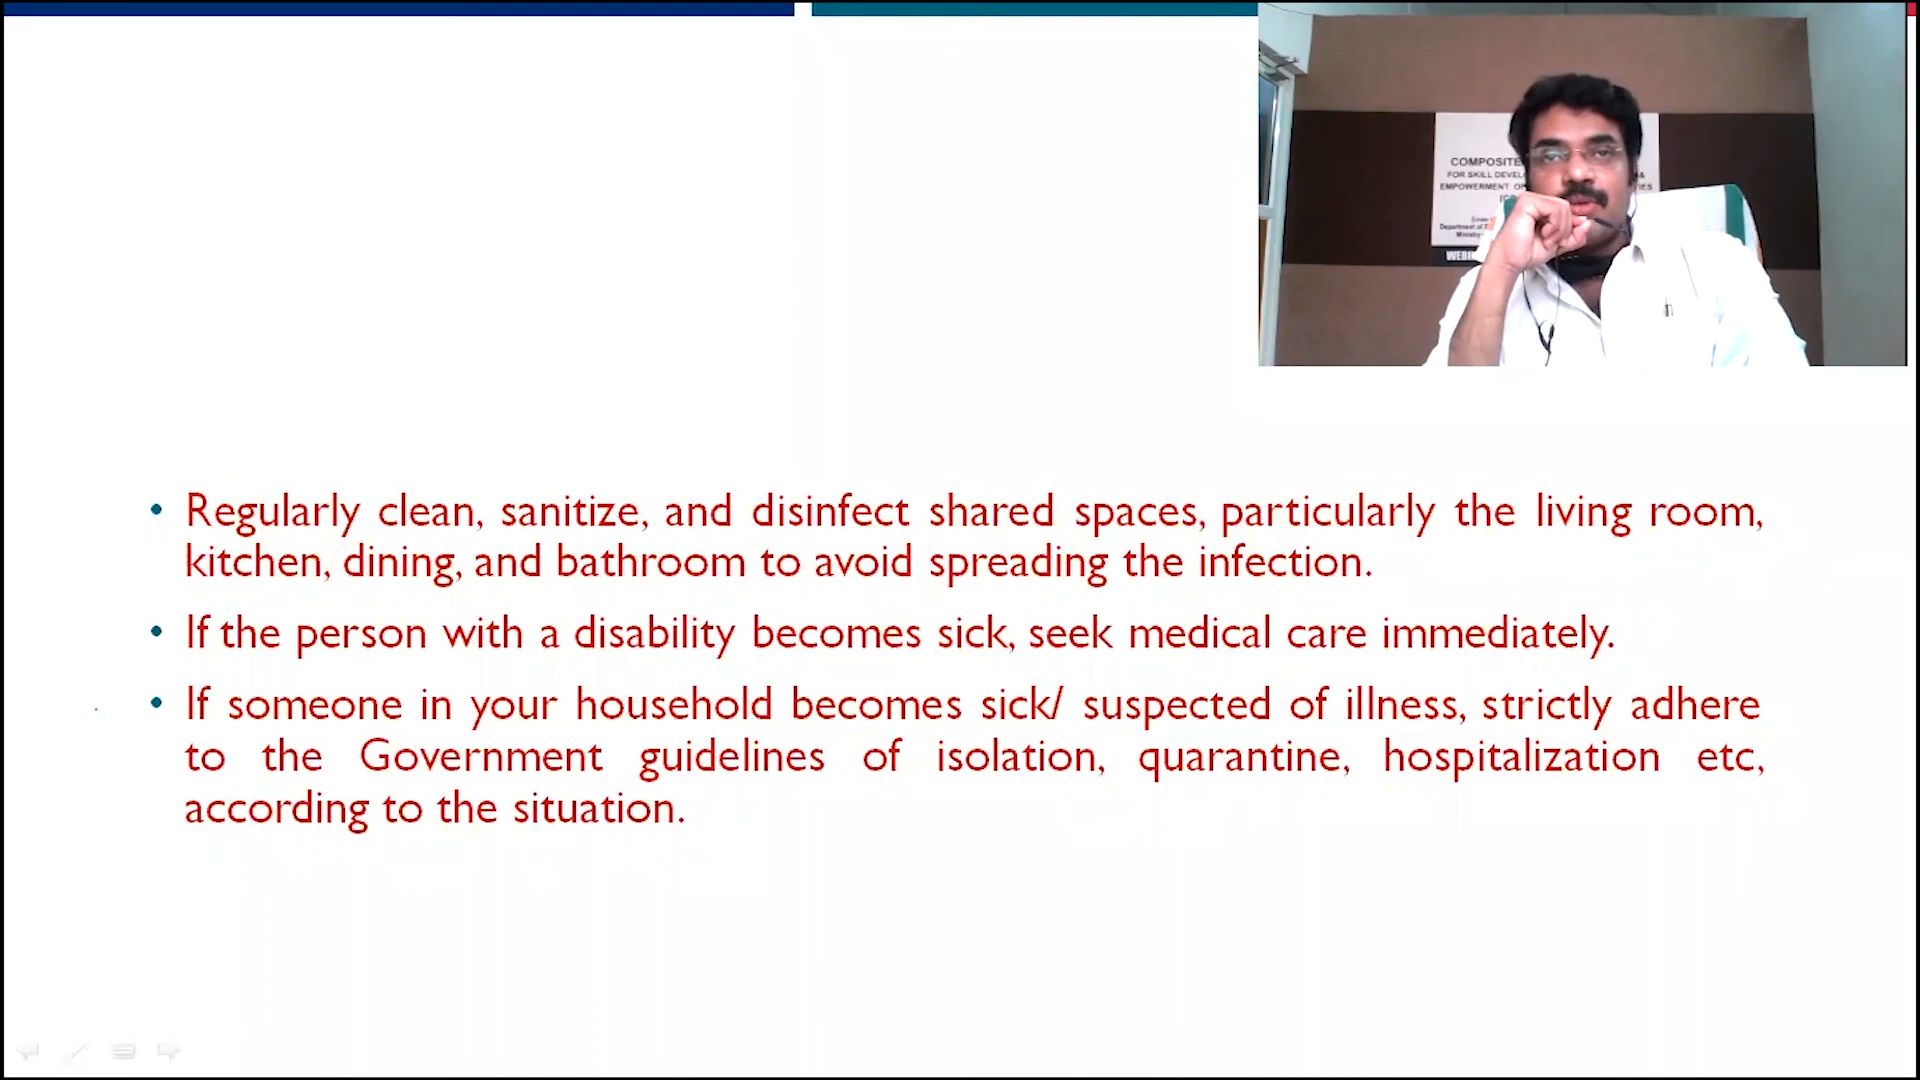 COMPOSITE
FOR SKILL
EMPOWERMENT
Department of
Ministry
• Regularly clean, sanitize, and disinfect shared spaces, particularly the living room,
kitchen, dining, and bathroom to avoid spreading the infection.
• If the person with a disability becomes sick, seek medical care immediately.
• If someone in your household becomes sick/ suspected of illness, strictly adhere
to the Government guidelines of isolation, quarantine, hospitalization etc,
according to the situation.